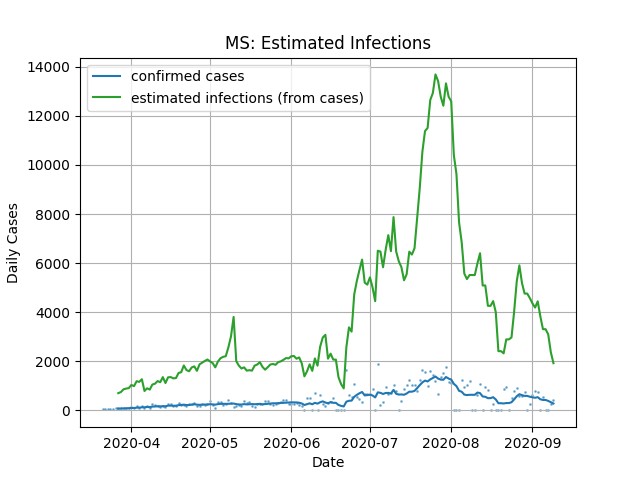 MS: Estimated Infections
confirmed cases
estimated infections (from cases)
14000
12000
10000
8000
6000
4000
2000
0
Daily Cases
2020-04 2020-05 2020-06 2020-07 2020-08 2020-09
Date